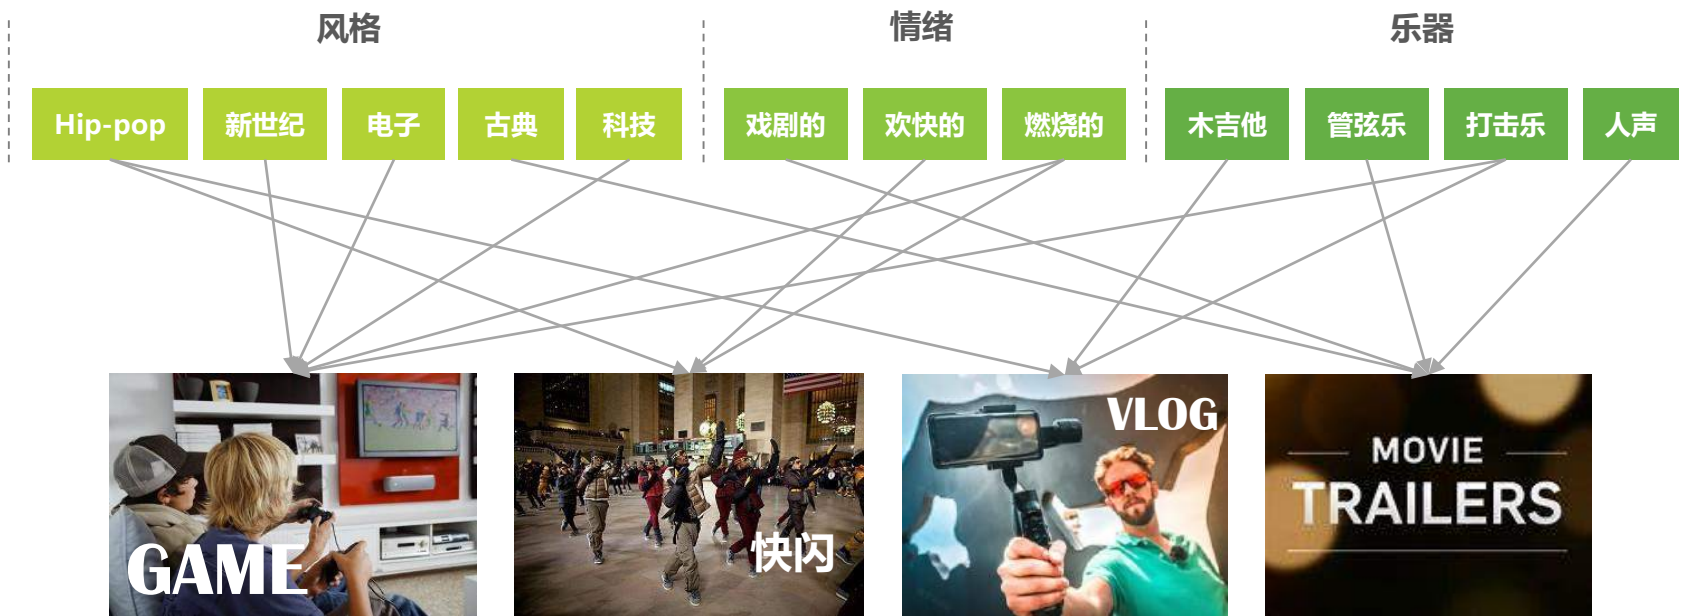 风格
情绪
乐器
Hip-pop
新世纪
电子
古典
科技
戏剧的
欢快的
燃烧的
木吉他
管弦乐
打击乐
人声
GAME
快闪
VLOG
MOVIE
TRAILERS